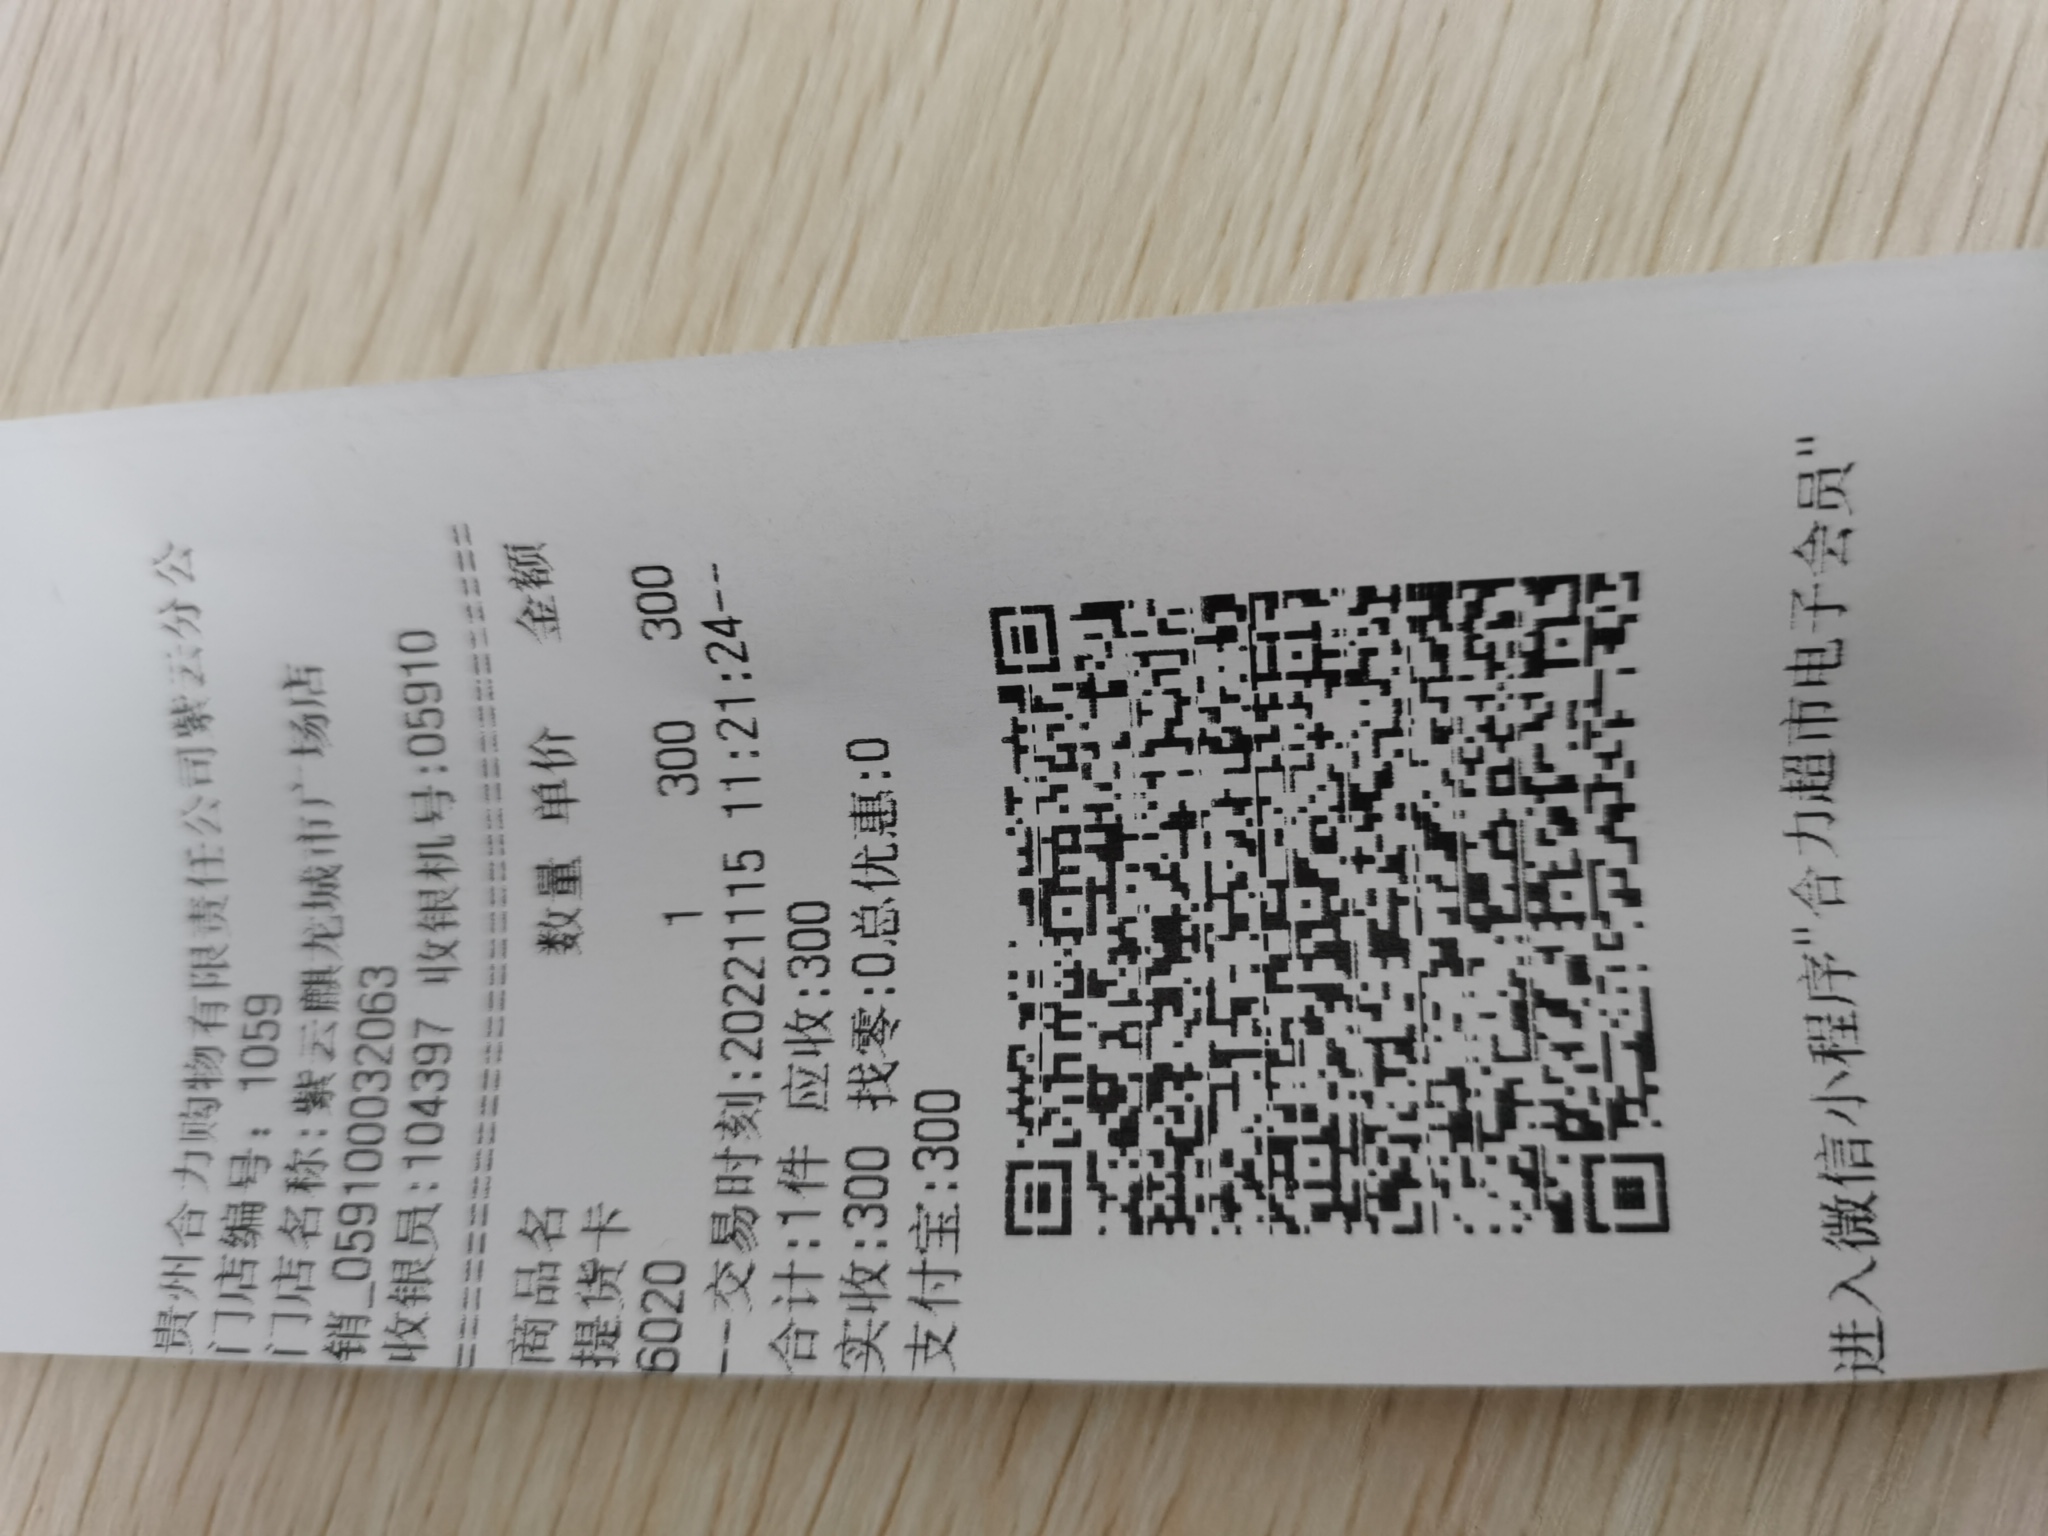 贵州合力购物有限责任公司紫云分公
门店编号：1059
门店名称:紫云麒龙城市广场店
销_0591000032063
收银员:104397 收银机号:05910
================================
商品名 数量 单价 金额
提货卡
6020 1 300 300
--交易时刻:20221115 11:21:24--
合计:1件 应收:300
实收:300 找零:0总优惠:0
支付宝:300
进入微信小程序"合力超市电子会员"